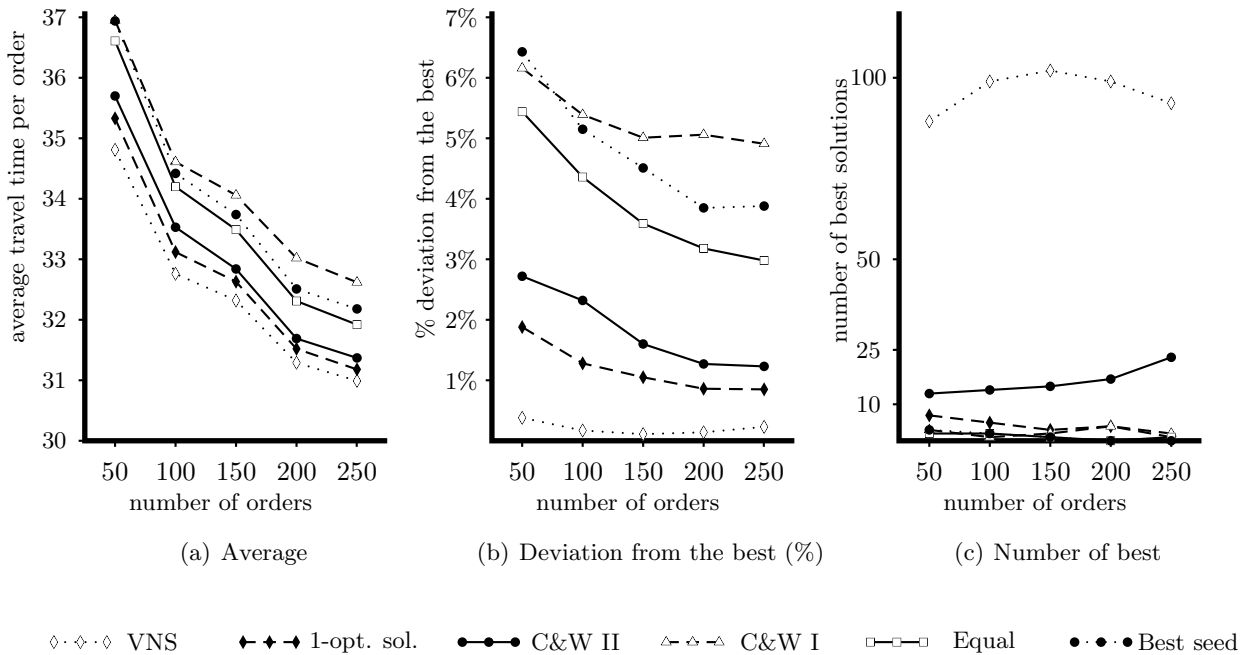 average travel time per order
37
36
35
34
33
32
31
30
50 100 150 200 250
number of orders
(a) Average
% deviation from the best
7%
6%
5%
4%
3%
2%
1%
50 100 150 200 250
number of orders
(b) Deviation from the best (%)
number of best solutions
100
50
25
10
50 100 150 200 250
number of orders
(c) Number of best
VNS 1-opt. sol. C&W II C&W I Equal Best seed